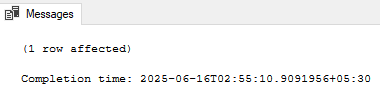 Messages
(1 row affected)
Completion time: 2025-06-16T02:55:10.9091956+05:30